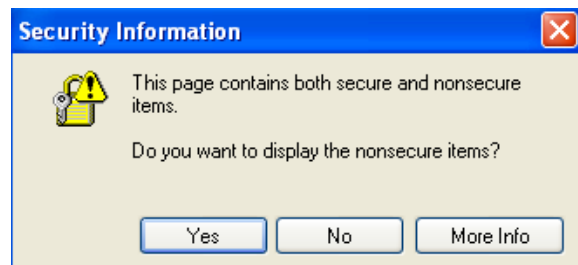 Security Information
This page contains both secure and nonsecure
items.
Do you want to display the nonsecure items?
Yes No More Info